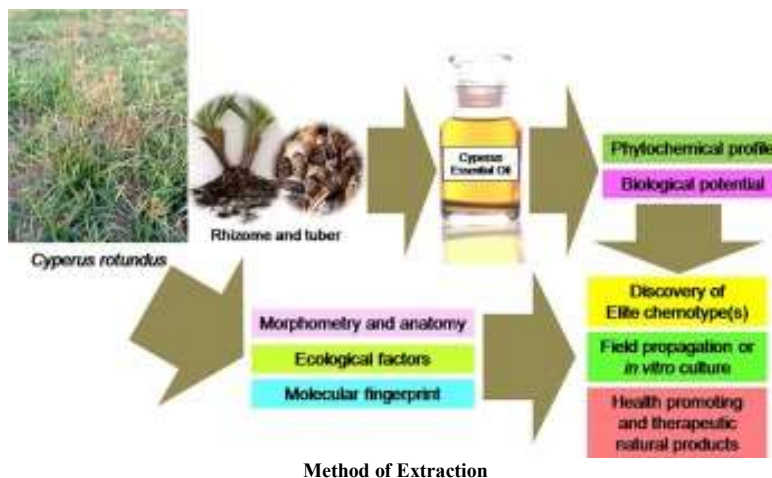 Cyperus
Essential Oil
Phytochemical profile
Biological potential
Rhizome and tuber
Cyperus rotundus
Morphometry and anatomy
Ecological factors
Molecular fingerprint
Discovery of
Elite chemotype(s)
Field propagation or
in vitro culture
Health promoting
and therapeutic
natural products
Method of Extraction